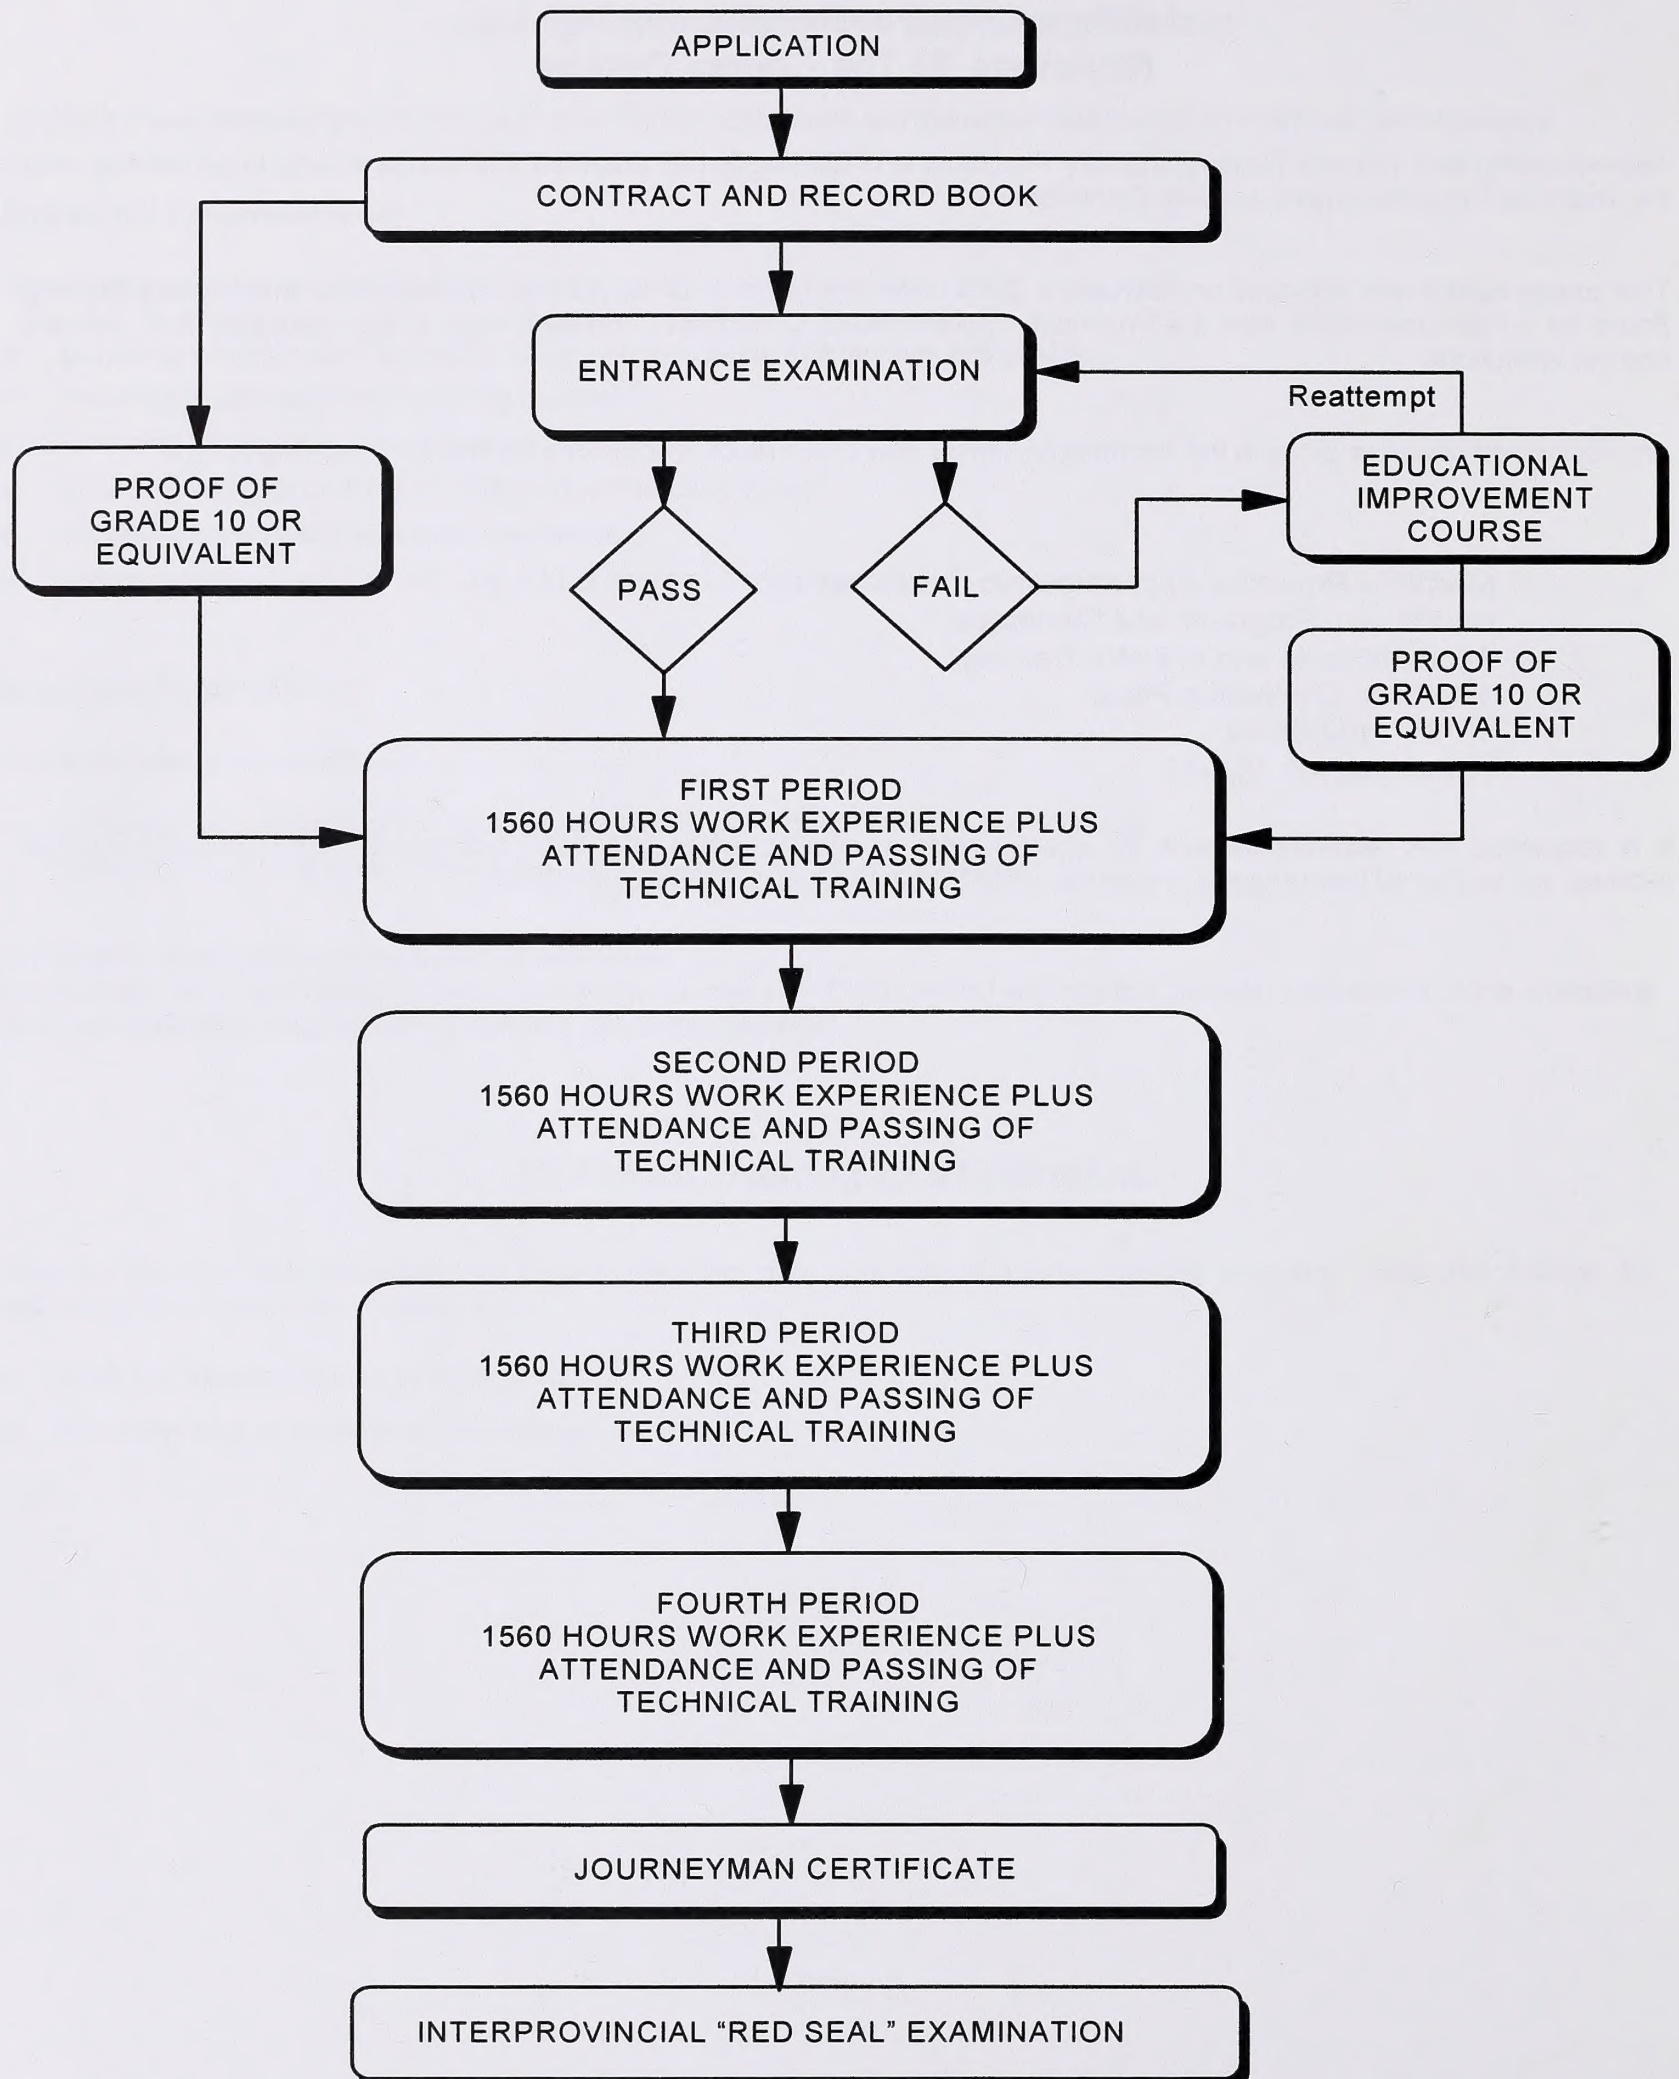 APPLICATION
CONTRACT AND RECORD BOOK
ENTRANCE EXAMINATION
Reattempt
PROOF OF
GRADE 10 OR
EQUIVALENT
EDUCATIONAL
IMPROVEMENT
COURSE
PASS
FAIL
PROOF OF
GRADE 10 OR
EQUIVALENT
FIRST PERIOD
1560 HOURS WORK EXPERIENCE PLUS
ATTENDANCE AND PASSING OF
TECHNICAL TRAINING
SECOND PERIOD
1560 HOURS WORK EXPERIENCE PLUS
ATTENDANCE AND PASSING OF
TECHNICAL TRAINING
THIRD PERIOD
1560 HOURS WORK EXPERIENCE PLUS
ATTENDANCE AND PASSING OF
TECHNICAL TRAINING
FOURTH PERIOD
1560 HOURS WORK EXPERIENCE PLUS
ATTENDANCE AND PASSING OF
TECHNICAL TRAINING
JOURNEYMAN CERTIFICATE
INTERPROVINCIAL “RED SEAL” EXAMINATION